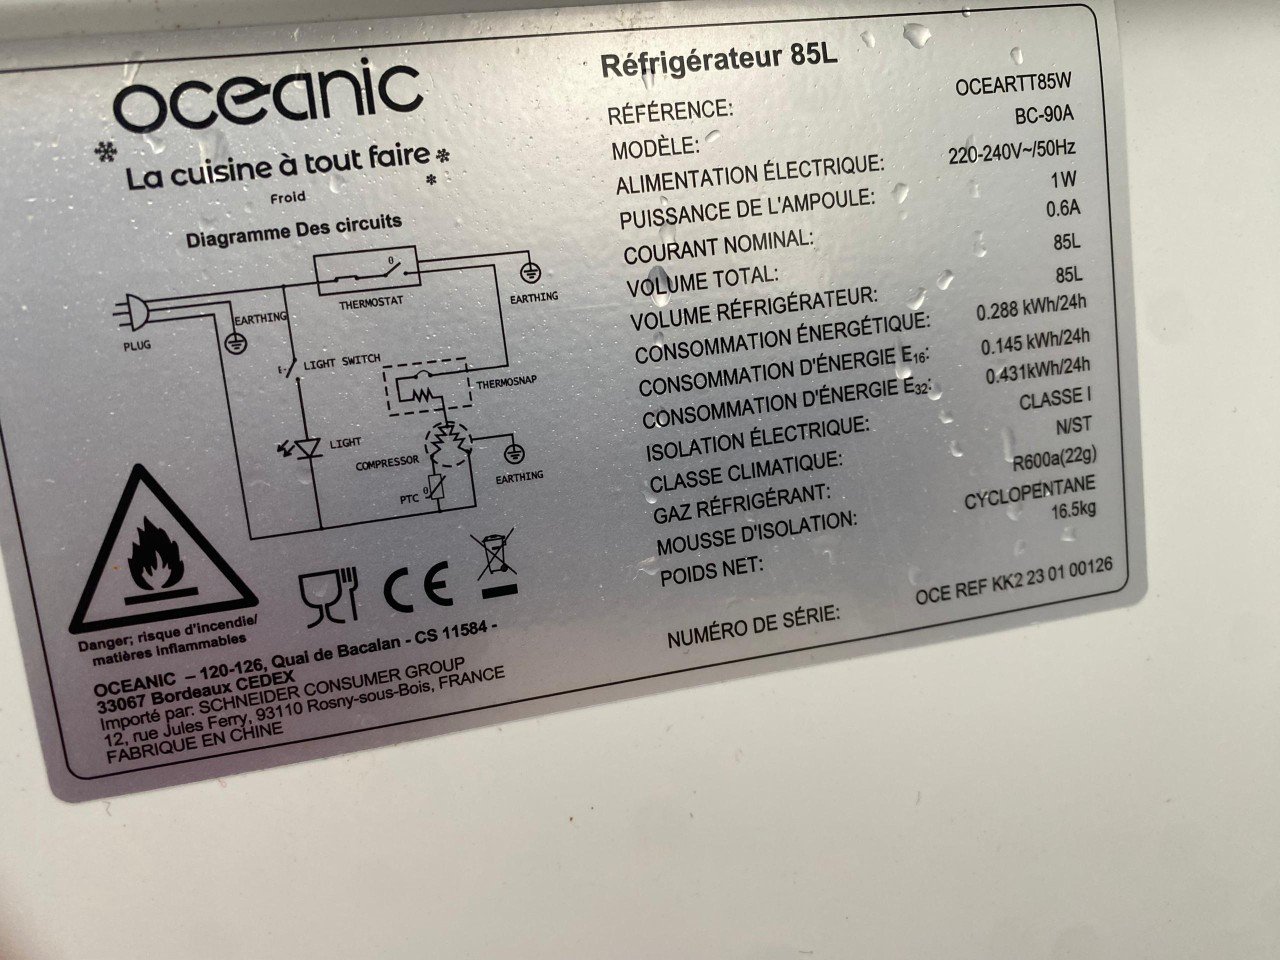 oceanic
La cuisine à tout faire
Froid
Diagramme Des circuits
θ
THERMOSTAT
EARTHING
EARTHING
PLUG
LIGHT SWITCH
THERMOSNAP
LIGHT
COMPRESSOR
EARTHING
PTC θ
Danger; risque d'incendie/
matières inflammables
CE
OCEANIC – 120-126, Quai de Bacalan - CS 11584 -
33067 Bordeaux CEDEX
Importé par: SCHNEIDER CONSUMER GROUP
12, rue Jules Ferry, 93110 Rosny-sous-Bois, FRANCE
FABRIQUE EN CHINE
Réfrigérateur 85L
RÉFÉRENCE: OCEARTT85W
MODÈLE: BC-90A
ALIMENTATION ÉLECTRIQUE: 220-240V~/50Hz
PUISSANCE DE L'AMPOULE: 1W
COURANT NOMINAL: 0.6A
VOLUME TOTAL: 85L
VOLUME RÉFRIGÉRATEUR: 85L
CONSOMMATION ÉNERGÉTIQUE: 0.288 kWh/24h
CONSOMMATION D'ÉNERGIE E16: 0.145 kWh/24h
CONSOMMATION D'ÉNERGIE E32: 0.431kWh/24h
ISOLATION ÉLECTRIQUE: CLASSE I
CLASSE CLIMATIQUE: N/ST
GAZ RÉFRIGÉRANT: R600a(22g)
MOUSSE D'ISOLATION: CYCLOPENTANE
POIDS NET: 16.5kg
NUMÉRO DE SÉRIE: OCE REF KK2 23 01 00126